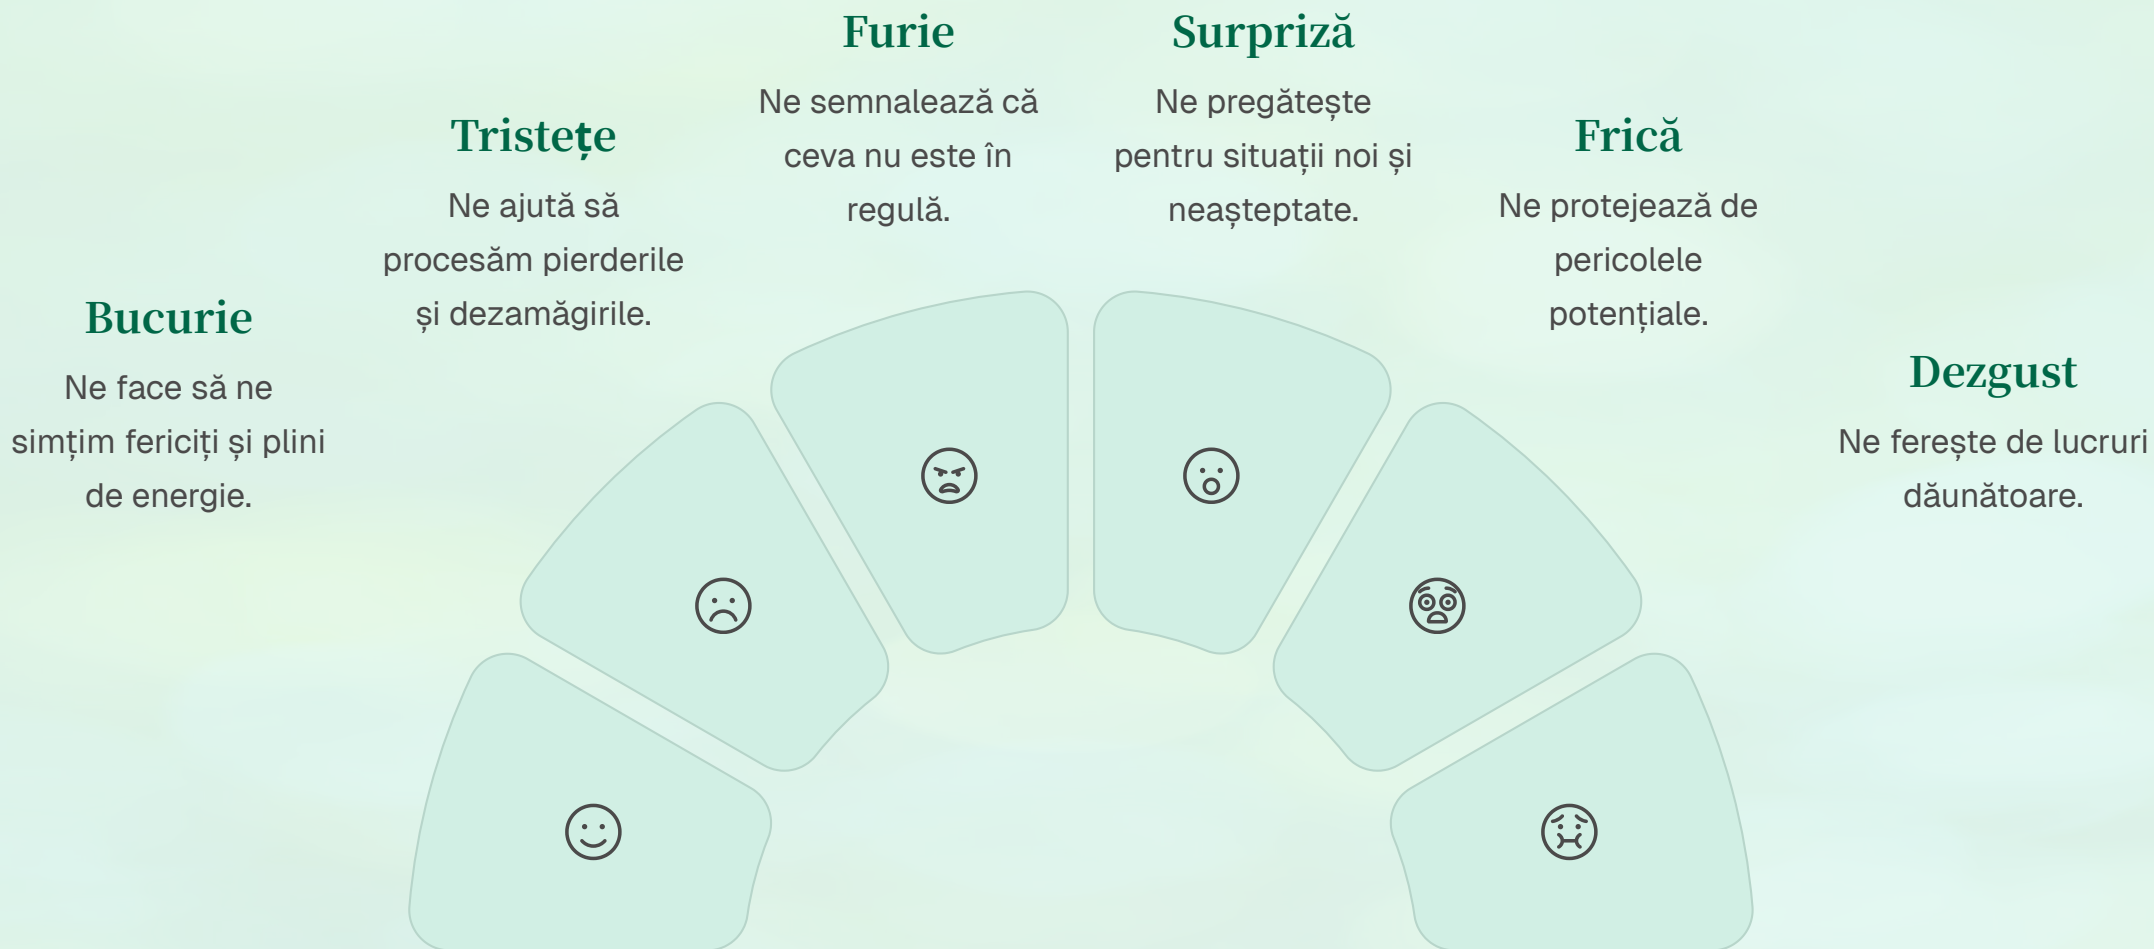 Bucurie
Ne face să ne
simțim fericiți și plini
de energie.
Tristețe
Ne ajută să
procesăm pierderile
și dezamăgirile.
Furie
Ne semnalează că
ceva nu este în
regulă.
Surpriză
Ne pregătește
pentru situații noi și
neașteptate.
Frică
Ne protejează de
pericolele
potențiale.
Dezgust
Ne ferește de lucruri
dăunătoare.